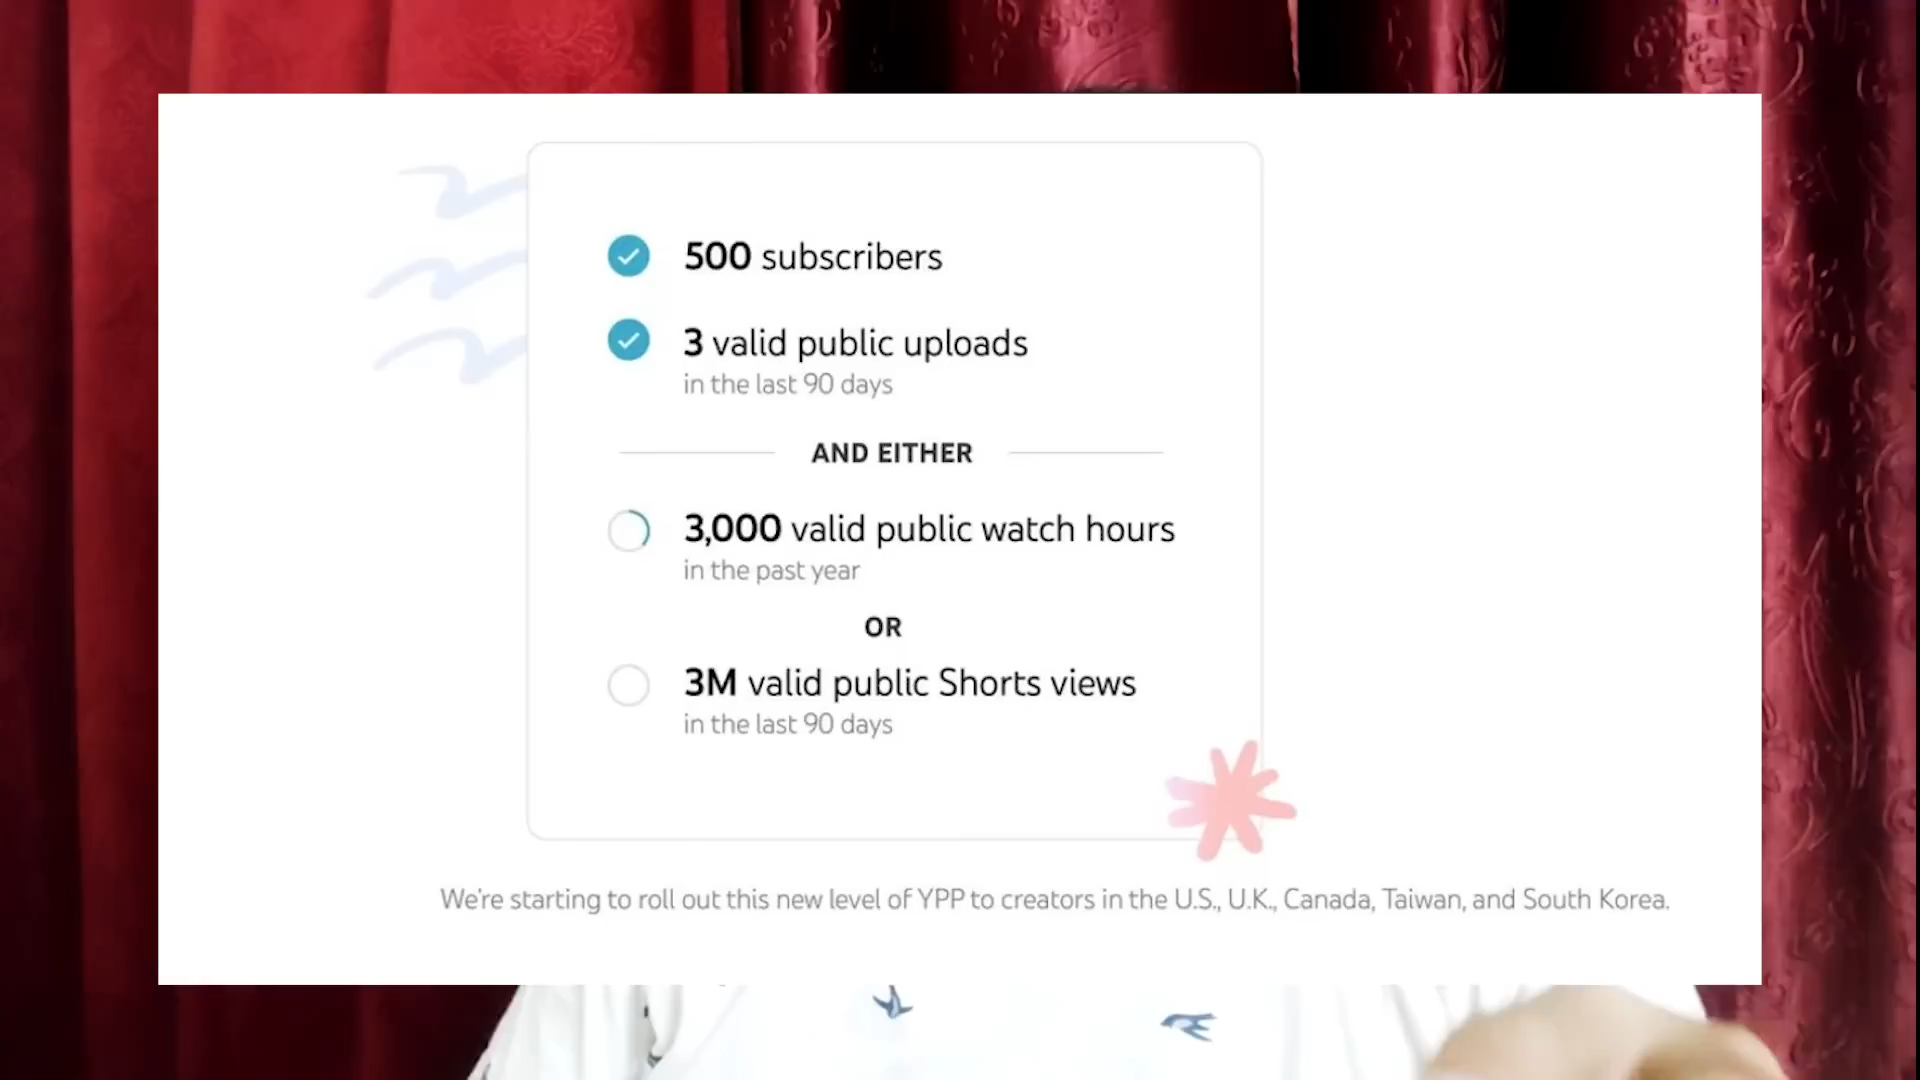 500 subscribers
3 valid public uploads
in the last 90 days
AND EITHER
3,000 valid public watch hours
in the past year
OR
3M valid public Shorts views
in the last 90 days
We're starting to roll out this new level of YPP to creators in the U.S., U.K., Canada, Taiwan, and South Korea.